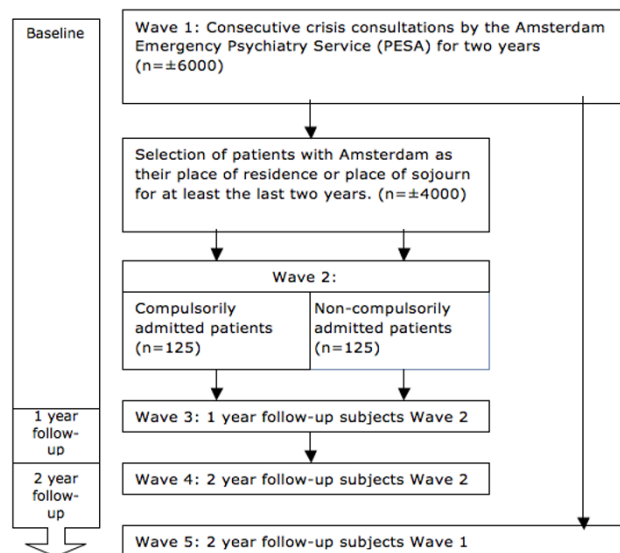 Baseline
Wave 1: Consecutive crisis consultations by the Amsterdam
Emergency Psychiatry Service (PESA) for two years
(n=±6000)
Selection of patients with Amsterdam as
their place of residence or place of sojourn
for at least the last two years. (n=±4000)
Wave 2:
Compulsorily
admitted patients
(n=125)
Non-compulsorily
admitted patients
(n=125)
1 year
follow-
up
Wave 3: 1 year follow-up subjects Wave 2
2 year
follow-
up
Wave 4: 2 year follow-up subjects Wave 2
Wave 5: 2 year follow-up subjects Wave 1